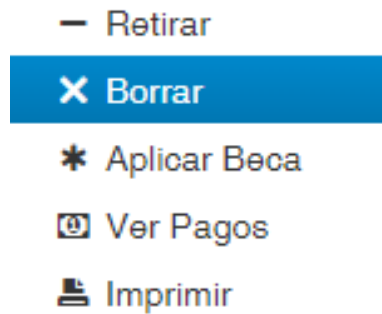 Retirar
Borrar
Aplicar Beca
Ver Pagos
Imprimir